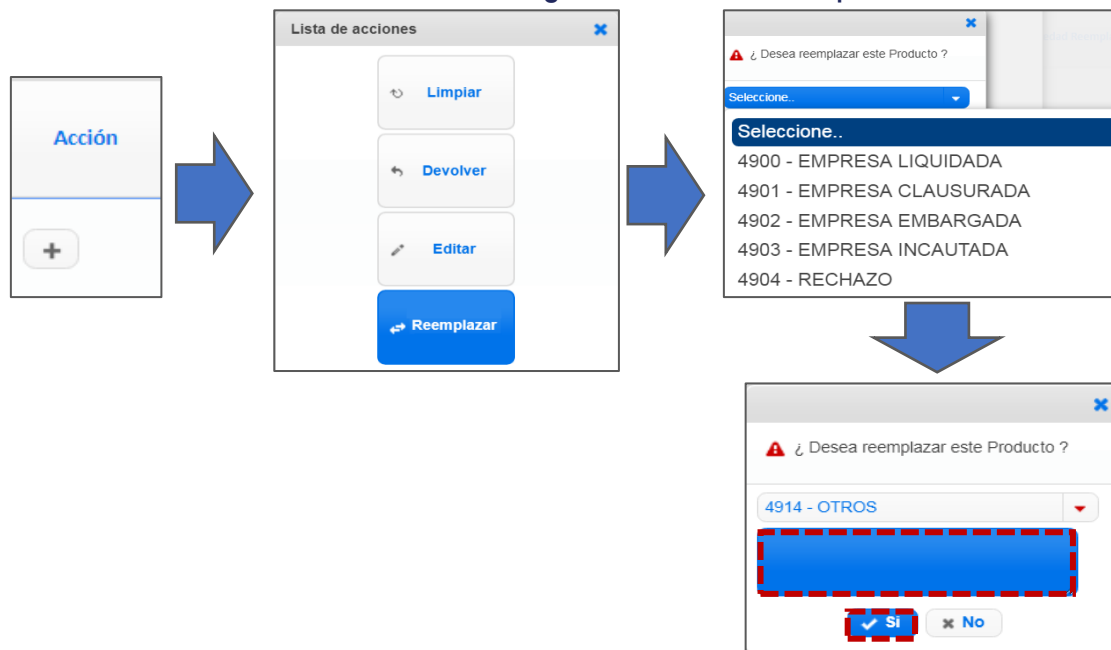 Acción
+
Lista de acciones
Limpiar
Devolver
Editar
Reemplazar
¿ Desea reemplazar este Producto ?
Seleccione..
Seleccione..
4900 - EMPRESA LIQUIDADA
4901 - EMPRESA CLAUSURADA
4902 - EMPRESA EMBARGADA
4903 - EMPRESA INCAUTADA
4904 - RECHAZO
¿ Desea reemplazar este Producto ?
4914 - OTROS
Si
No